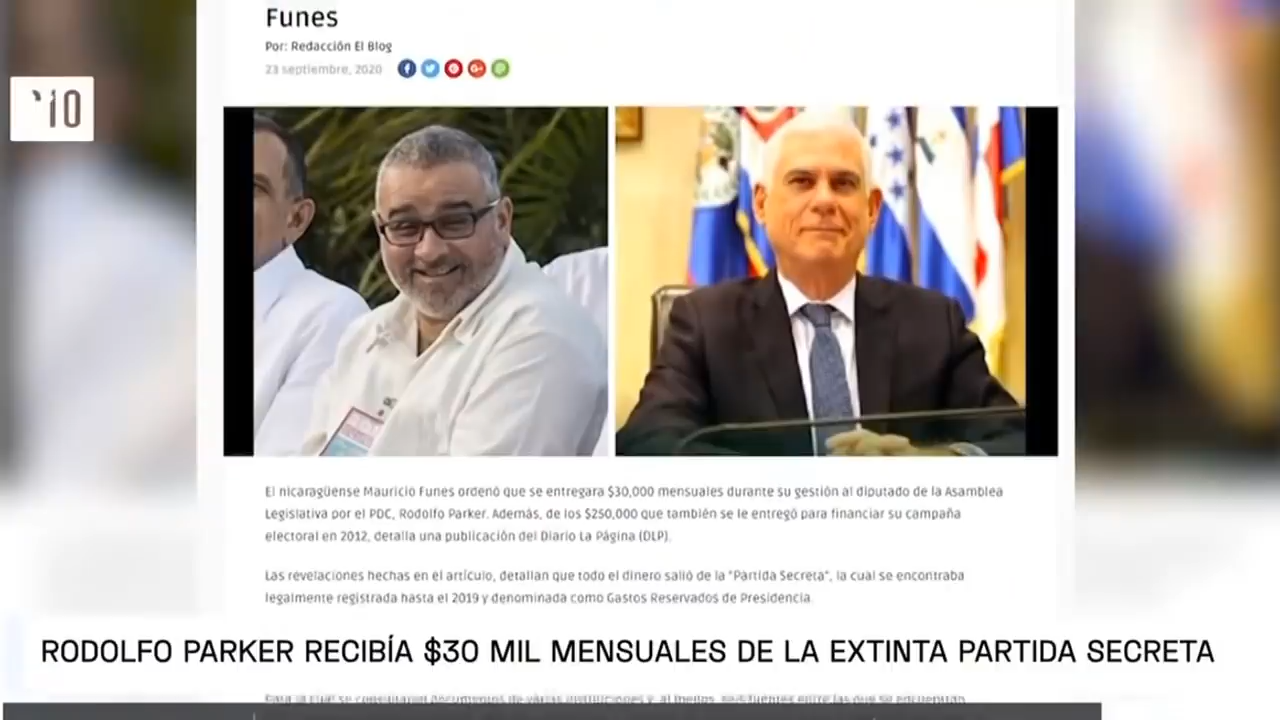 Funes
Por: Redacción El Blog
23 septiembre, 2020
'10
El nicaragüense Mauricio Funes ordenó que se entregara $30,000 mensuales durante su gestión al diputado de la Asamblea
Legislativa por el PDC, Rodolfo Parker. Además, de los $250,000 que también se le entregó para financiar su campaña
electoral en 2012, detalla una publicación del Diario La Página (DLP).
Las revelaciones hechas en el artículo, detallan que todo el dinero salió de la "Partida Secreta", la cual se encontraba
legalmente registrada hasta el 2019 y denominada como Gastos Reservados de Presidencia.
RODOLFO PARKER RECIBÍA $30 MIL MENSUALES DE LA EXTINTA PARTIDA SECRETA